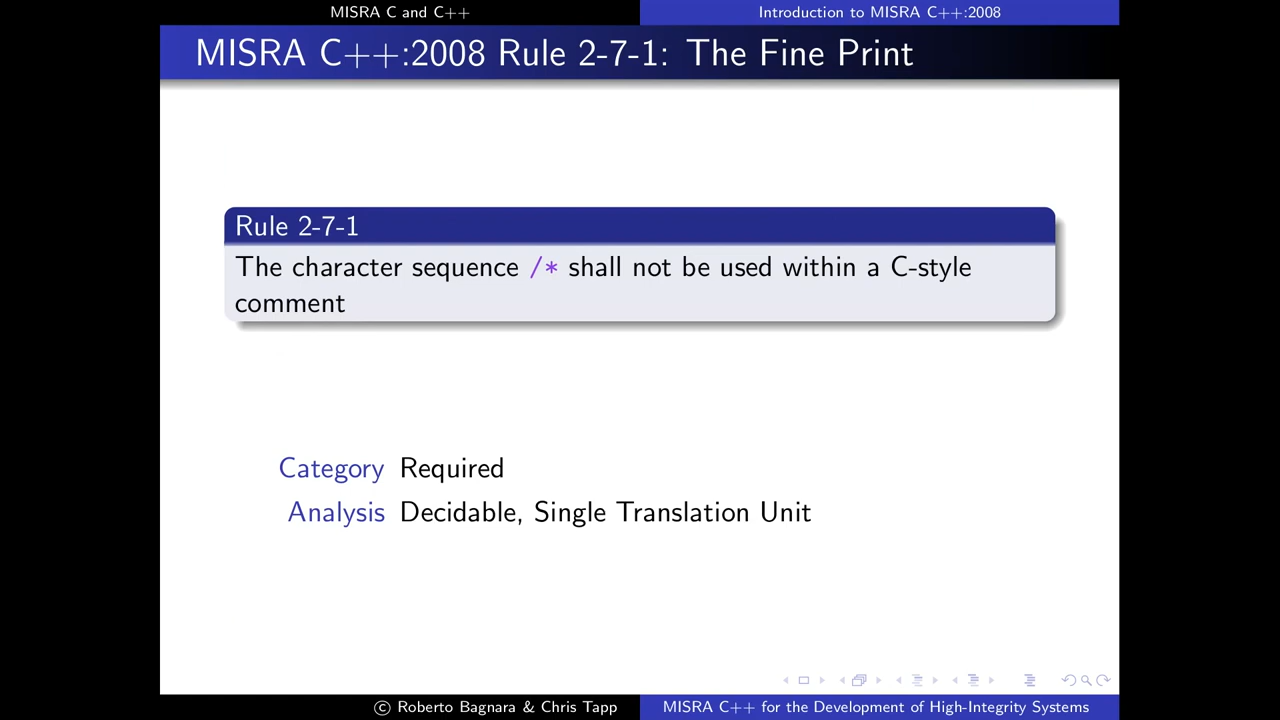 MISRA C and C++
Introduction to MISRA C++:2008
MISRA C++:2008 Rule 2-7-1: The Fine Print
Rule 2-7-1
The character sequence /* shall not be used within a C-style
comment
Category Required
Analysis Decidable, Single Translation Unit
© Roberto Bagnara & Chris Tapp
MISRA C++ for the Development of High-Integrity Systems